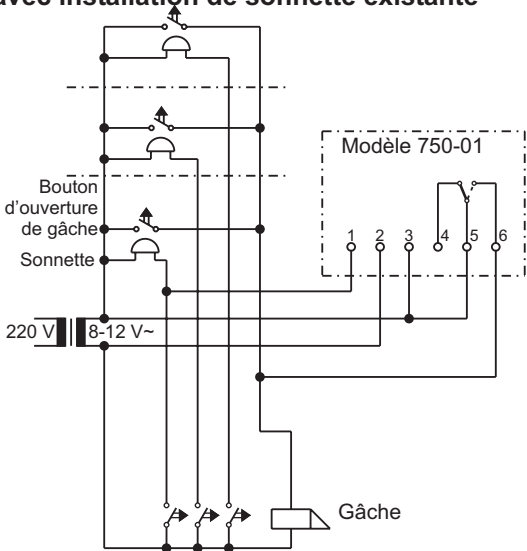 avec installation de sonnette existante
Modèle 750-01
Bouton
d'ouverture
de gâche
Sonnette
1 2 3 4 5 6
220 V 8-12 V~
Gâche